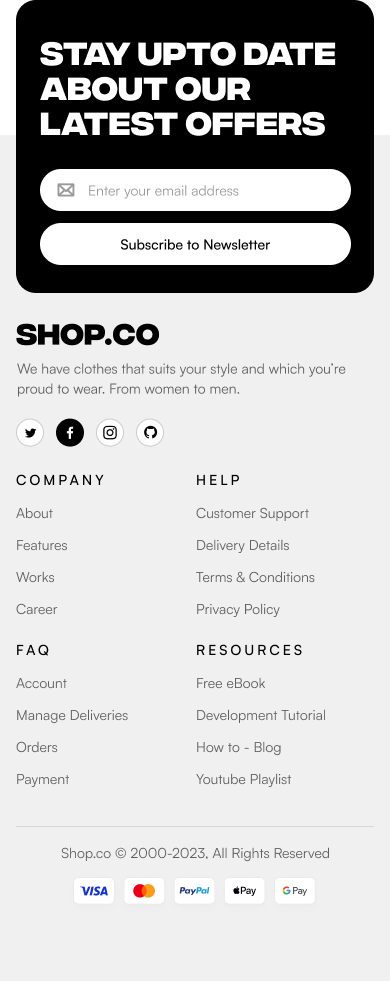 STAY UPTO DATE
ABOUT OUR
LATEST OFFERS
Enter your email address
Subscribe to Newsletter
SHOP.CO
We have clothes that suits your style and which you’re
proud to wear. From women to men.
COMPANY
About
Features
Works
Career
HELP
Customer Support
Delivery Details
Terms & Conditions
Privacy Policy
FAQ
Account
Manage Deliveries
Orders
Payment
RESOURCES
Free eBook
Development Tutorial
How to - Blog
Youtube Playlist
Shop.co © 2000-2023, All Rights Reserved
VISA PayPal Pay G Pay